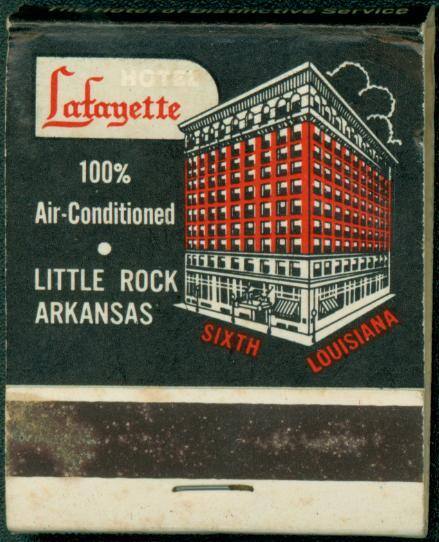 HOTEL
Lafayette
100%
Air-Conditioned
LITTLE ROCK
ARKANSAS
SIXTH
LOUISIANA